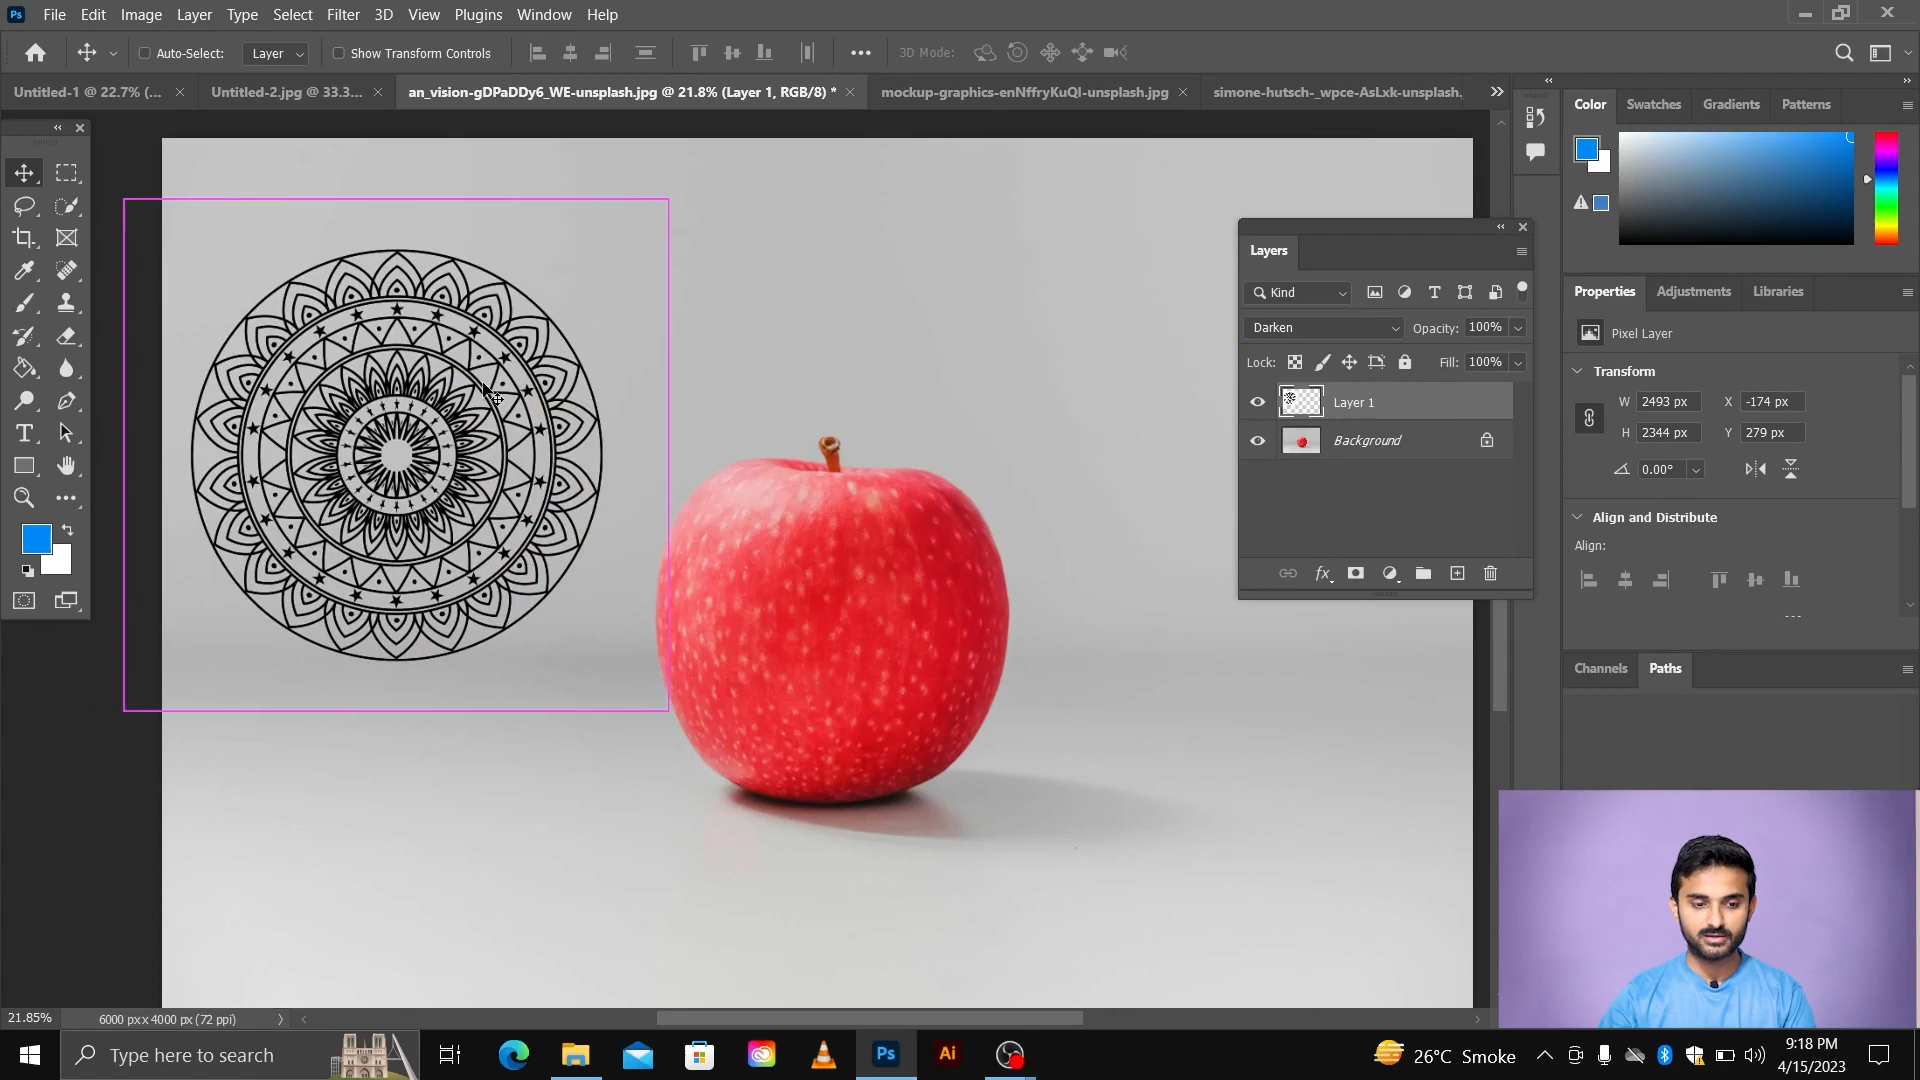 Ps File Edit Image Layer Type Select Filter 3D View Plugins Window Help
Auto-Select: Layer Show Transform Controls 3D Mode:
Untitled-1 @ 22.7% (... Untitled-2.jpg @ 33.3... an_vision-gDPaDDy6_WE-unsplash.jpg @ 21.8% (Layer 1, RGB/8) * mockup-graphics-enNffryKuQI-unsplash.jpg simone-hutsch-_wpce-AsLxk-unsplash.
Color Swatches Gradients Patterns
Layers
Kind
Darken Opacity: 100%
Lock: Fill: 100%
Layer 1
Background
Properties Adjustments Libraries
Pixel Layer
Transform
W 2493 px X -174 px
H 2344 px Y 279 px
0.00°
Align and Distribute
Align:
Channels Paths
21.85% 6000 px x 4000 px (72 ppi)
Type here to search
Ps Ai
26°C Smoke
9:18 PM
4/15/2023